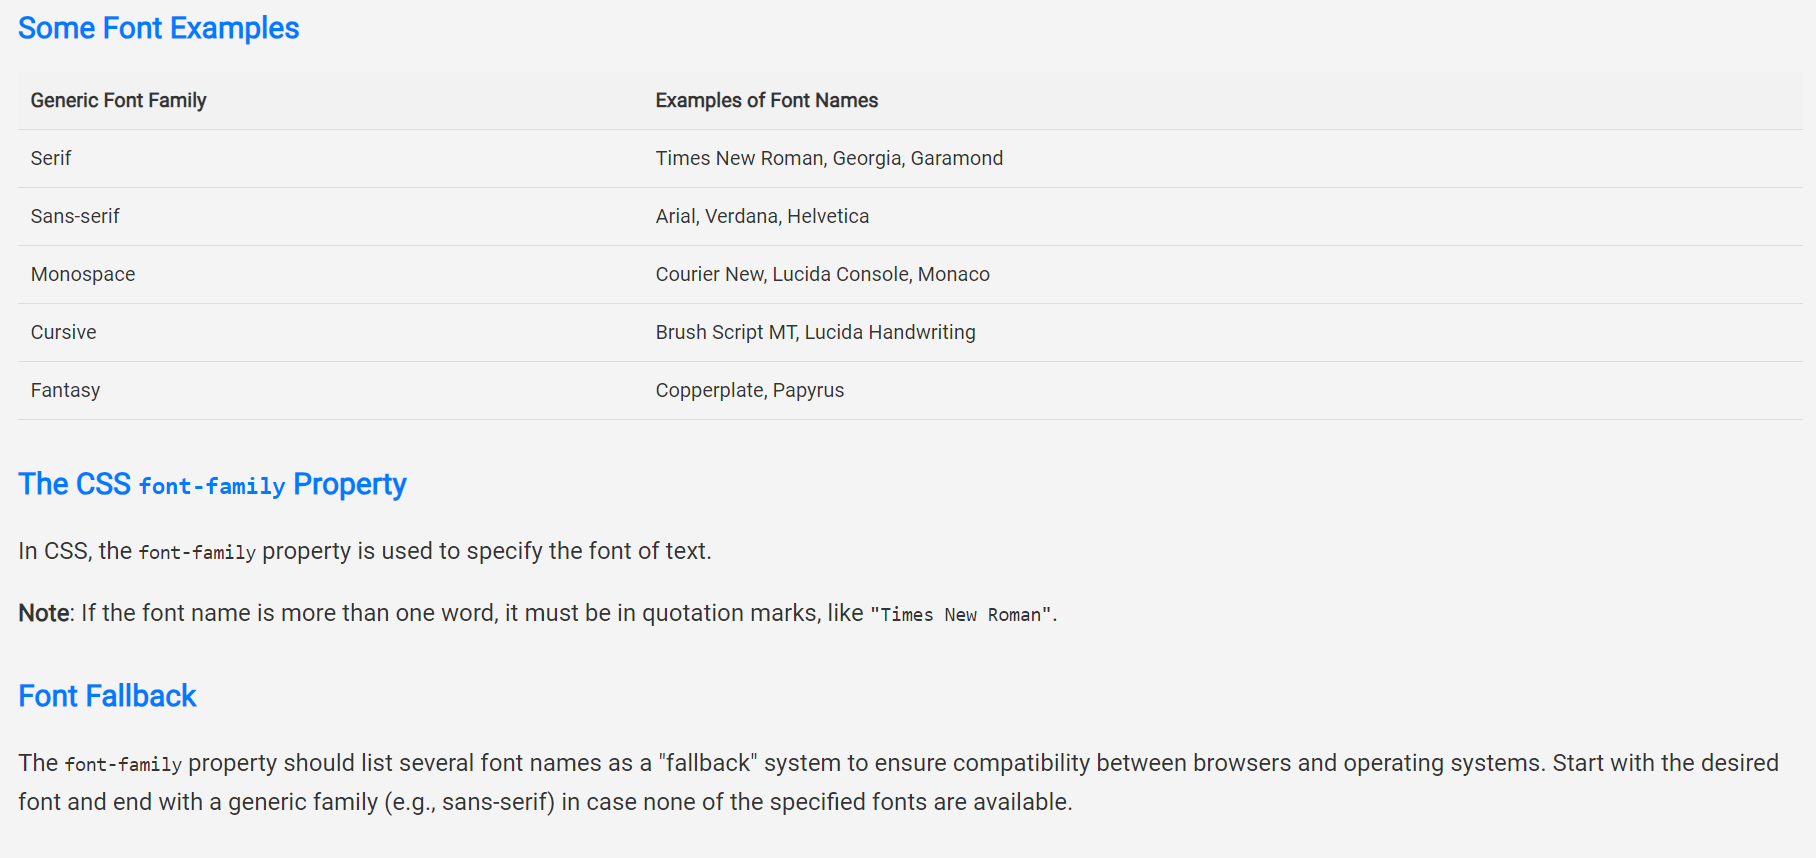 Some Font Examples
Generic Font Family Examples of Font Names
Serif Times New Roman, Georgia, Garamond
Sans-serif Arial, Verdana, Helvetica
Monospace Courier New, Lucida Console, Monaco
Cursive Brush Script MT, Lucida Handwriting
Fantasy Copperplate, Papyrus
The CSS font-family Property
In CSS, the font-family property is used to specify the font of text.
Note: If the font name is more than one word, it must be in quotation marks, like "Times New Roman".
Font Fallback
The font-family property should list several font names as a "fallback" system to ensure compatibility between browsers and operating systems. Start with the desired
font and end with a generic family (e.g., sans-serif) in case none of the specified fonts are available.